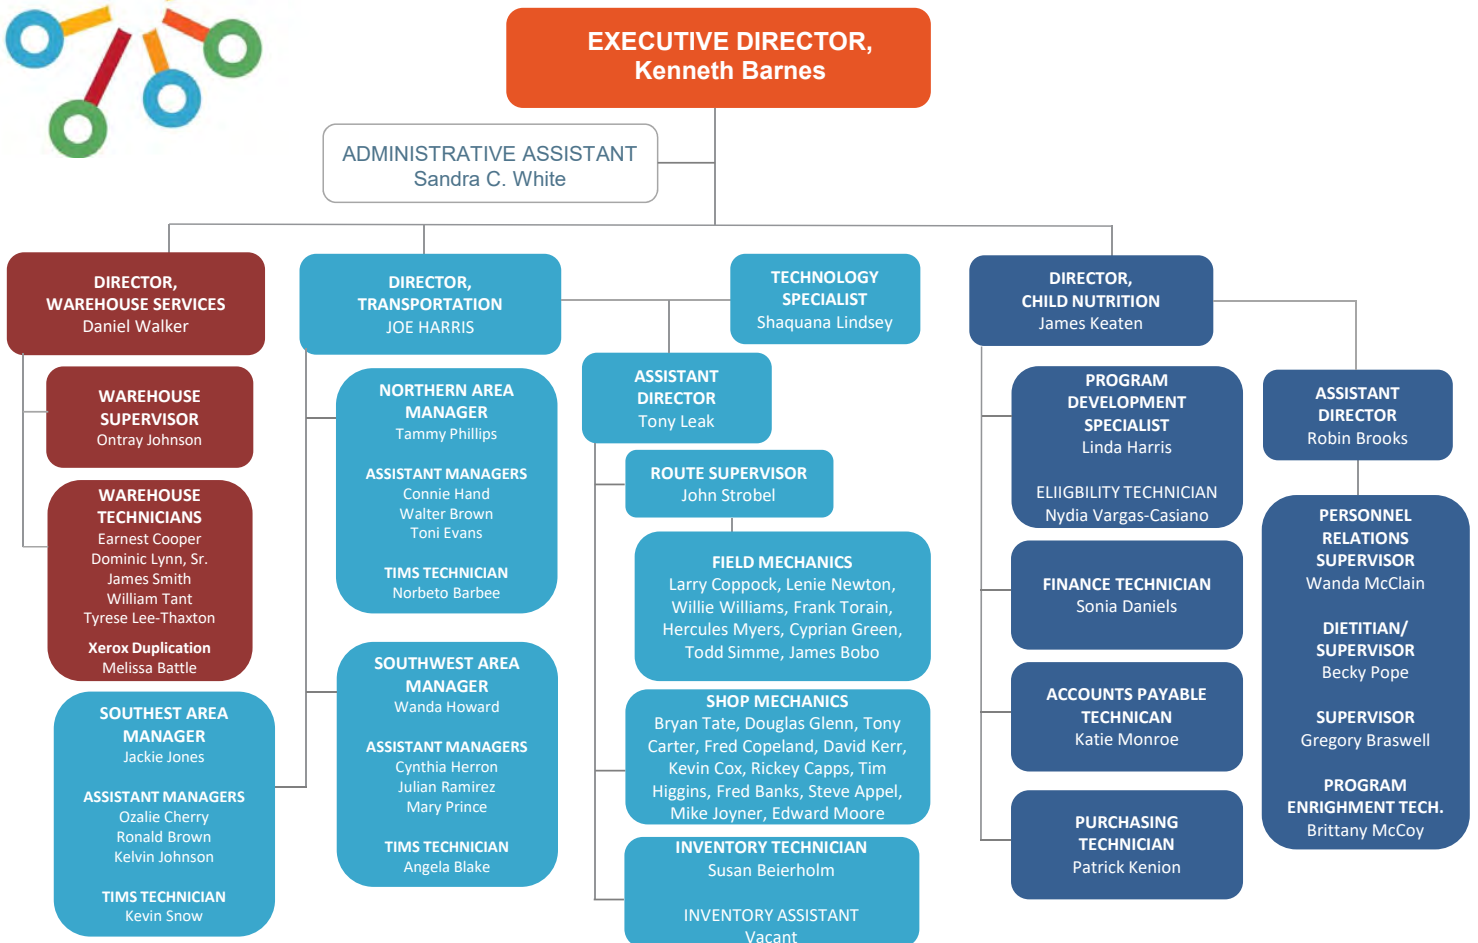 EXECUTIVE DIRECTOR,
Kenneth Barnes
ADMINISTRATIVE ASSISTANT
Sandra C. White
DIRECTOR,
WAREHOUSE SERVICES
Daniel Walker
WAREHOUSE
SUPERVISOR
Ontray Johnson
WAREHOUSE
TECHNICIANS
Earnest Cooper
Dominic Lynn, Sr.
James Smith
William Tant
Tyrese Lee-Thaxton
Xerox Duplication
Melissa Battle
DIRECTOR,
TRANSPORTATION
JOE HARRIS
TECHNOLOGY
SPECIALIST
Shaquana Lindsey
NORTHERN AREA
MANAGER
Tammy Phillips
ASSISTANT MANAGERS
Connie Hand
Walter Brown
Toni Evans
TIMS TECHNICIAN
Norbeto Barbee
SOUTHWEST AREA
MANAGER
Wanda Howard
ASSISTANT MANAGERS
Cynthia Herron
Julian Ramirez
Mary Prince
TIMS TECHNICIAN
Angela Blake
SOUTHEST AREA
MANAGER
Jackie Jones
ASSISTANT MANAGERS
Ozalie Cherry
Ronald Brown
Kelvin Johnson
TIMS TECHNICIAN
Kevin Snow
ASSISTANT
DIRECTOR
Tony Leak
ROUTE SUPERVISOR
John Strobel
FIELD MECHANICS
Larry Coppock, Lenie Newton,
Willie Williams, Frank Torain,
Hercules Myers, Cyprian Green,
Todd Simme, James Bobo
SHOP MECHANICS
Bryan Tate, Douglas Glenn, Tony
Carter, Fred Copeland, David Kerr,
Kevin Cox, Rickey Capps, Tim
Higgins, Fred Banks, Steve Appel,
Mike Joyner, Edward Moore
INVENTORY TECHNICIAN
Susan Beierholm
INVENTORY ASSISTANT
Vacant
DIRECTOR,
CHILD NUTRITION
James Keaten
PROGRAM
DEVELOPMENT
SPECIALIST
Linda Harris
ELIIGBILITY TECHNICIAN
Nydia Vargas-Casiano
FINANCE TECHNICIAN
Sonia Daniels
ACCOUNTS PAYABLE
TECHNICAN
Katie Monroe
PURCHASING
TECHNICIAN
Patrick Kenion
ASSISTANT
DIRECTOR
Robin Brooks
PERSONNEL
RELATIONS
SUPERVISOR
Wanda McClain
DIETITIAN/
SUPERVISOR
Becky Pope
SUPERVISOR
Gregory Braswell
PROGRAM
ENRIGHMENT TECH.
Brittany McCoy